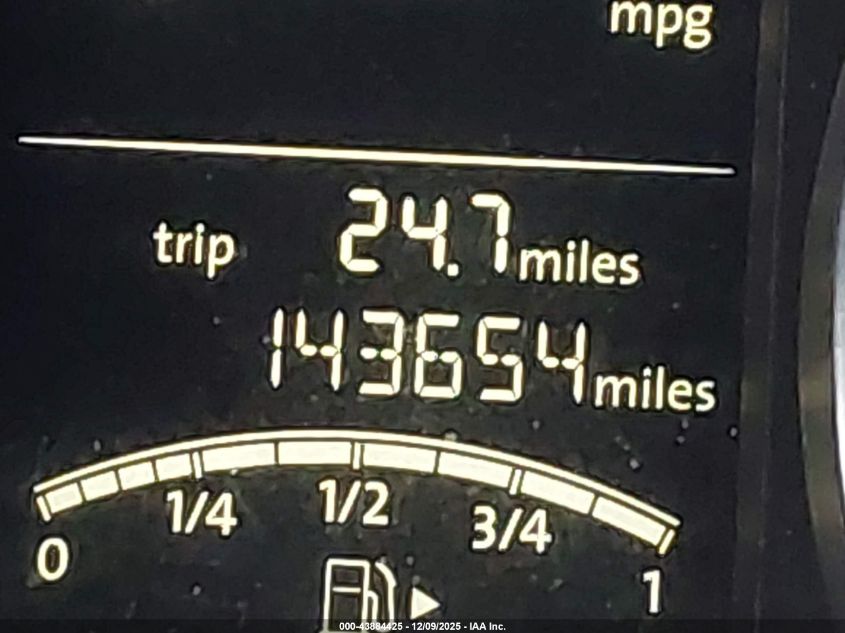 mpg
trip 24.7 miles
143654 miles
0 1/4 1/2 3/4 1
000-43884425 - 12/09/2025 - IAA Inc.